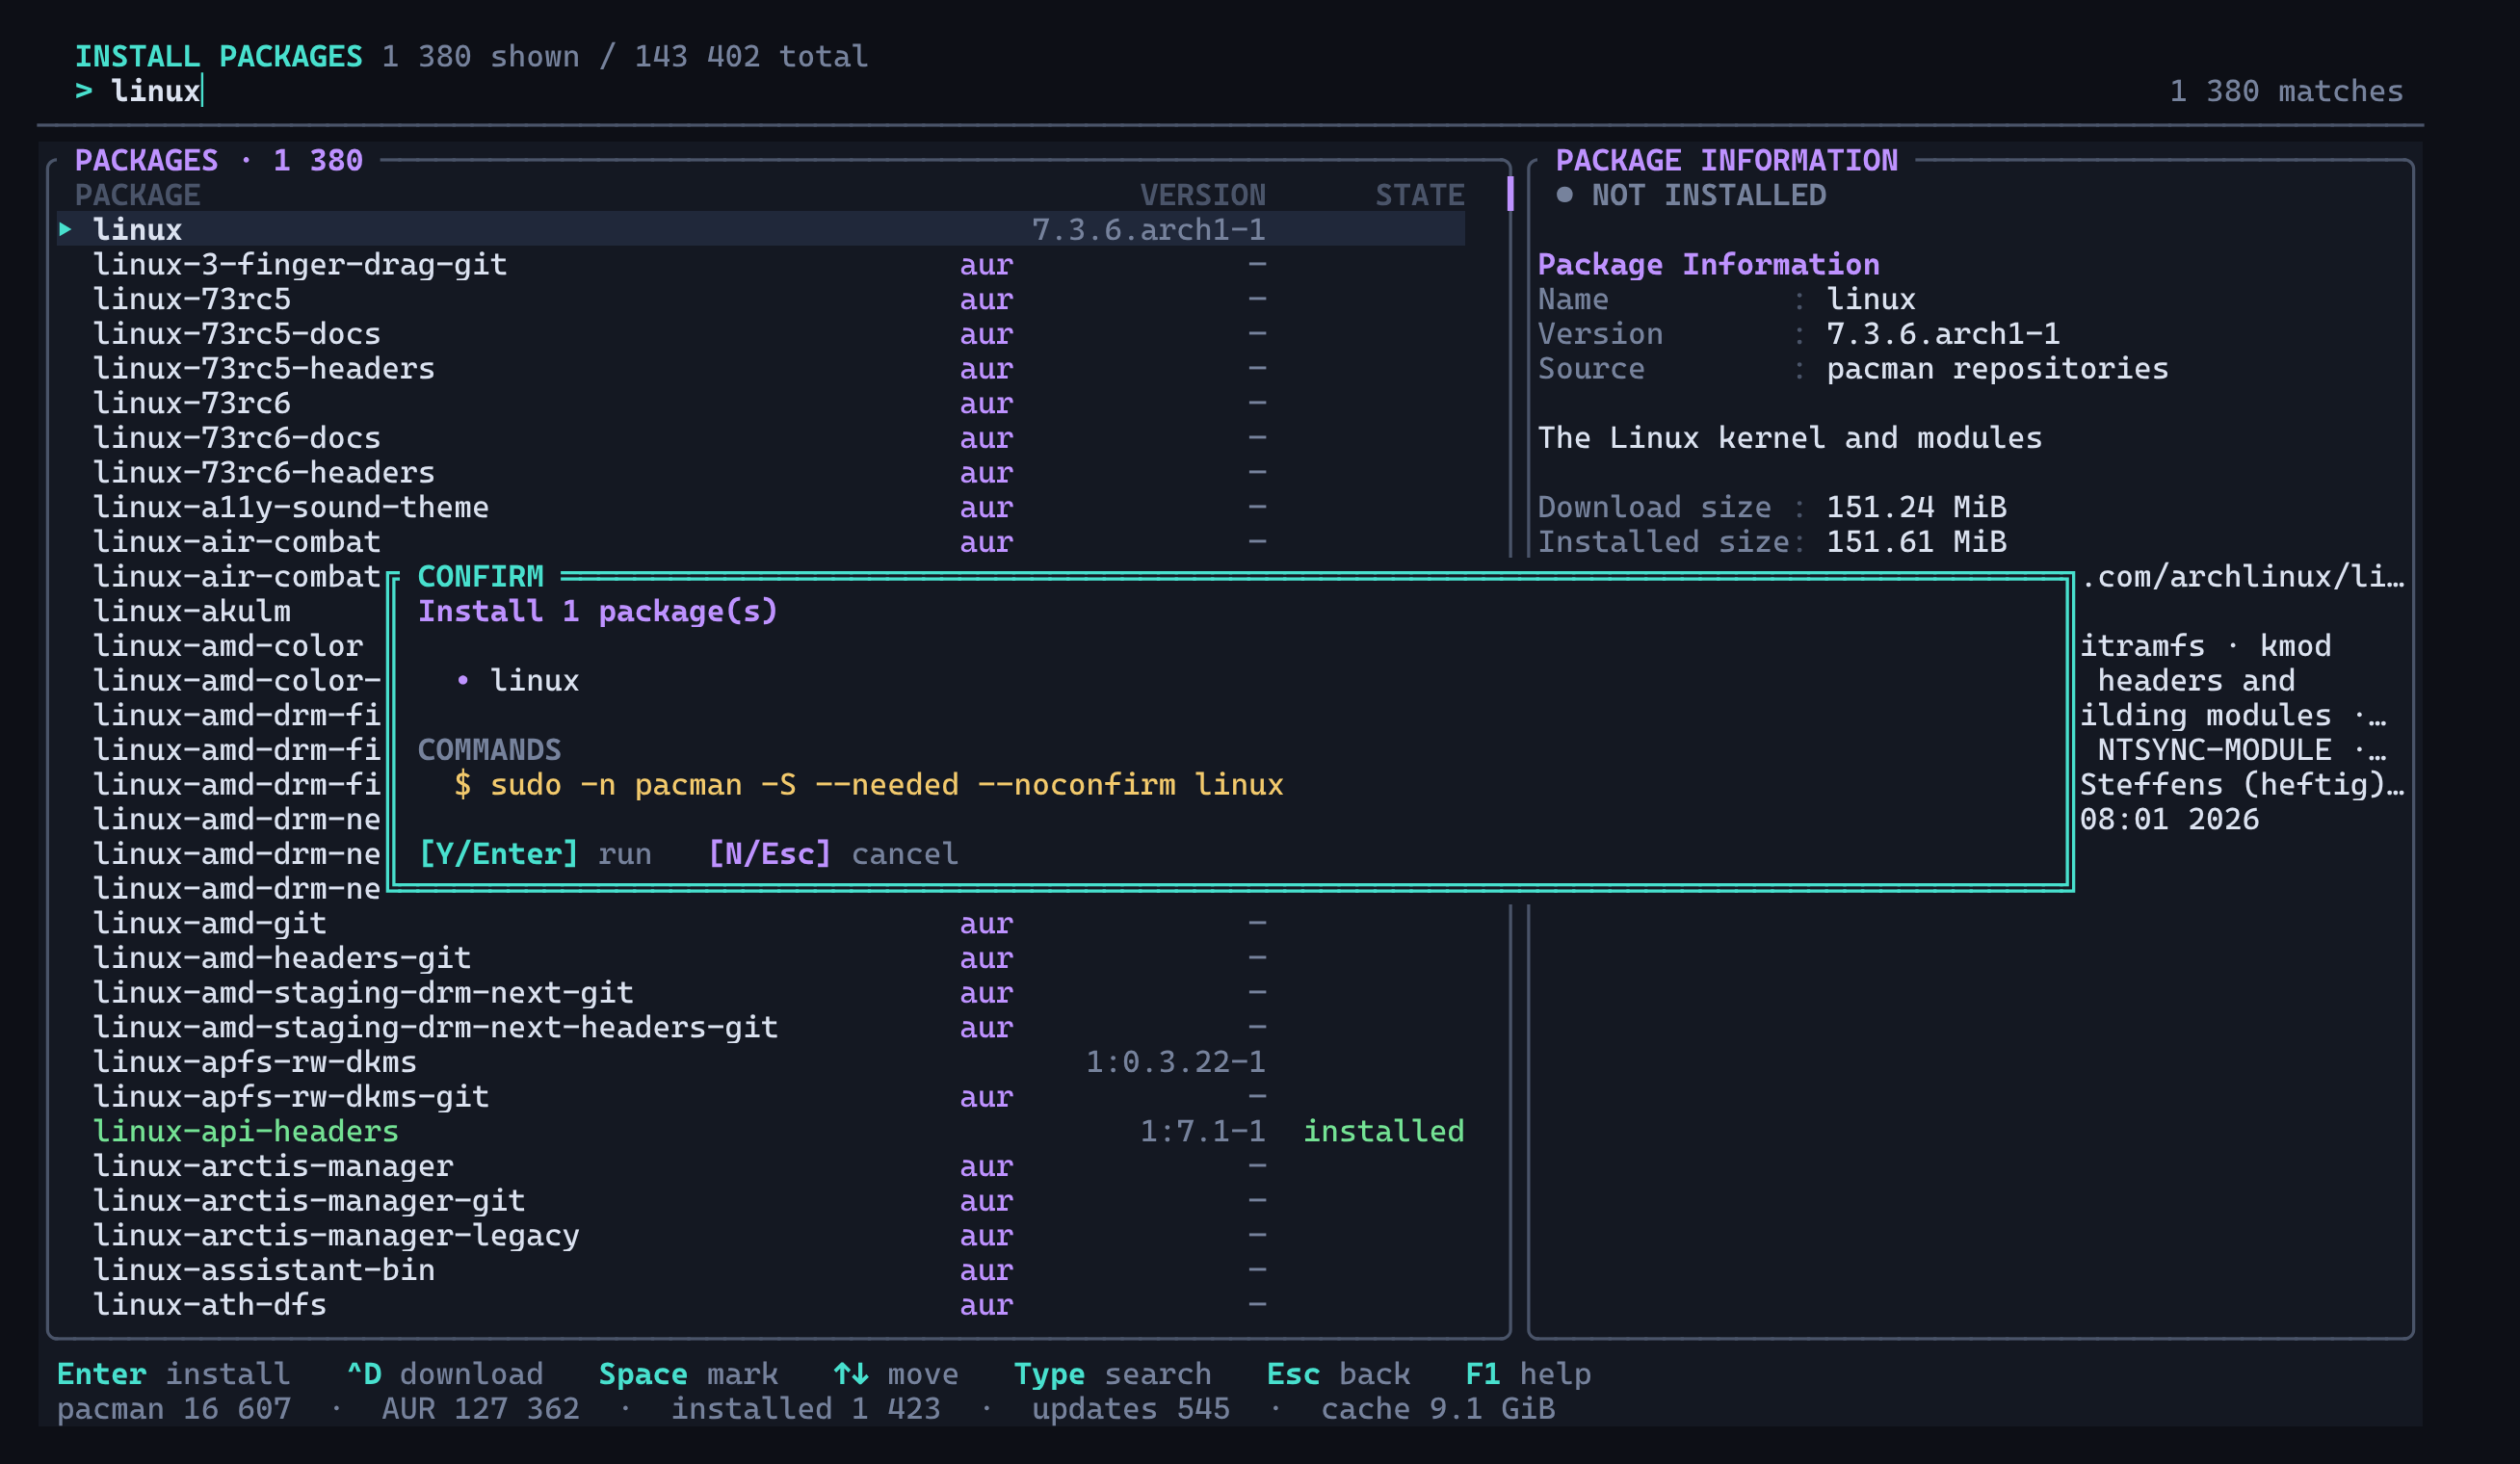 INSTALL PACKAGES 1 380 shown / 143 402 total
> linux 1 380 matches
PACKAGES · 1 380
PACKAGE VERSION STATE
▸ linux 7.3.6.arch1-1
linux-3-finger-drag-git aur –
linux-73rc5 aur –
linux-73rc5-docs aur –
linux-73rc5-headers aur –
linux-73rc6 aur –
linux-73rc6-docs aur –
linux-73rc6-headers aur –
linux-a11y-sound-theme aur –
linux-air-combat aur –
linux-air-combat
linux-akulm
linux-amd-color
linux-amd-color-
linux-amd-drm-fi
linux-amd-drm-fi
linux-amd-drm-fi
linux-amd-drm-ne
linux-amd-drm-ne
linux-amd-drm-ne
linux-amd-git aur –
linux-amd-headers-git aur –
linux-amd-staging-drm-next-git aur –
linux-amd-staging-drm-next-headers-git aur –
linux-apfs-rw-dkms 1:0.3.22-1
linux-apfs-rw-dkms-git aur –
linux-api-headers 1:7.1-1 installed
linux-arctis-manager aur –
linux-arctis-manager-git aur –
linux-arctis-manager-legacy aur –
linux-assistant-bin aur –
linux-ath-dfs aur –
PACKAGE INFORMATION
● NOT INSTALLED
Package Information
Name : linux
Version : 7.3.6.arch1-1
Source : pacman repositories
The Linux kernel and modules
Download size : 151.24 MiB
Installed size: 151.61 MiB
.com/archlinux/li…
itramfs · kmod
headers and
ilding modules ·…
NTSYNC-MODULE ·…
Steffens (heftig)…
08:01 2026
CONFIRM
Install 1 package(s)
• linux
COMMANDS
$ sudo -n pacman -S --needed --noconfirm linux
[Y/Enter] run [N/Esc] cancel
Enter install ^D download Space mark ↑↓ move Type search Esc back F1 help
pacman 16 607 · AUR 127 362 · installed 1 423 · updates 545 · cache 9.1 GiB